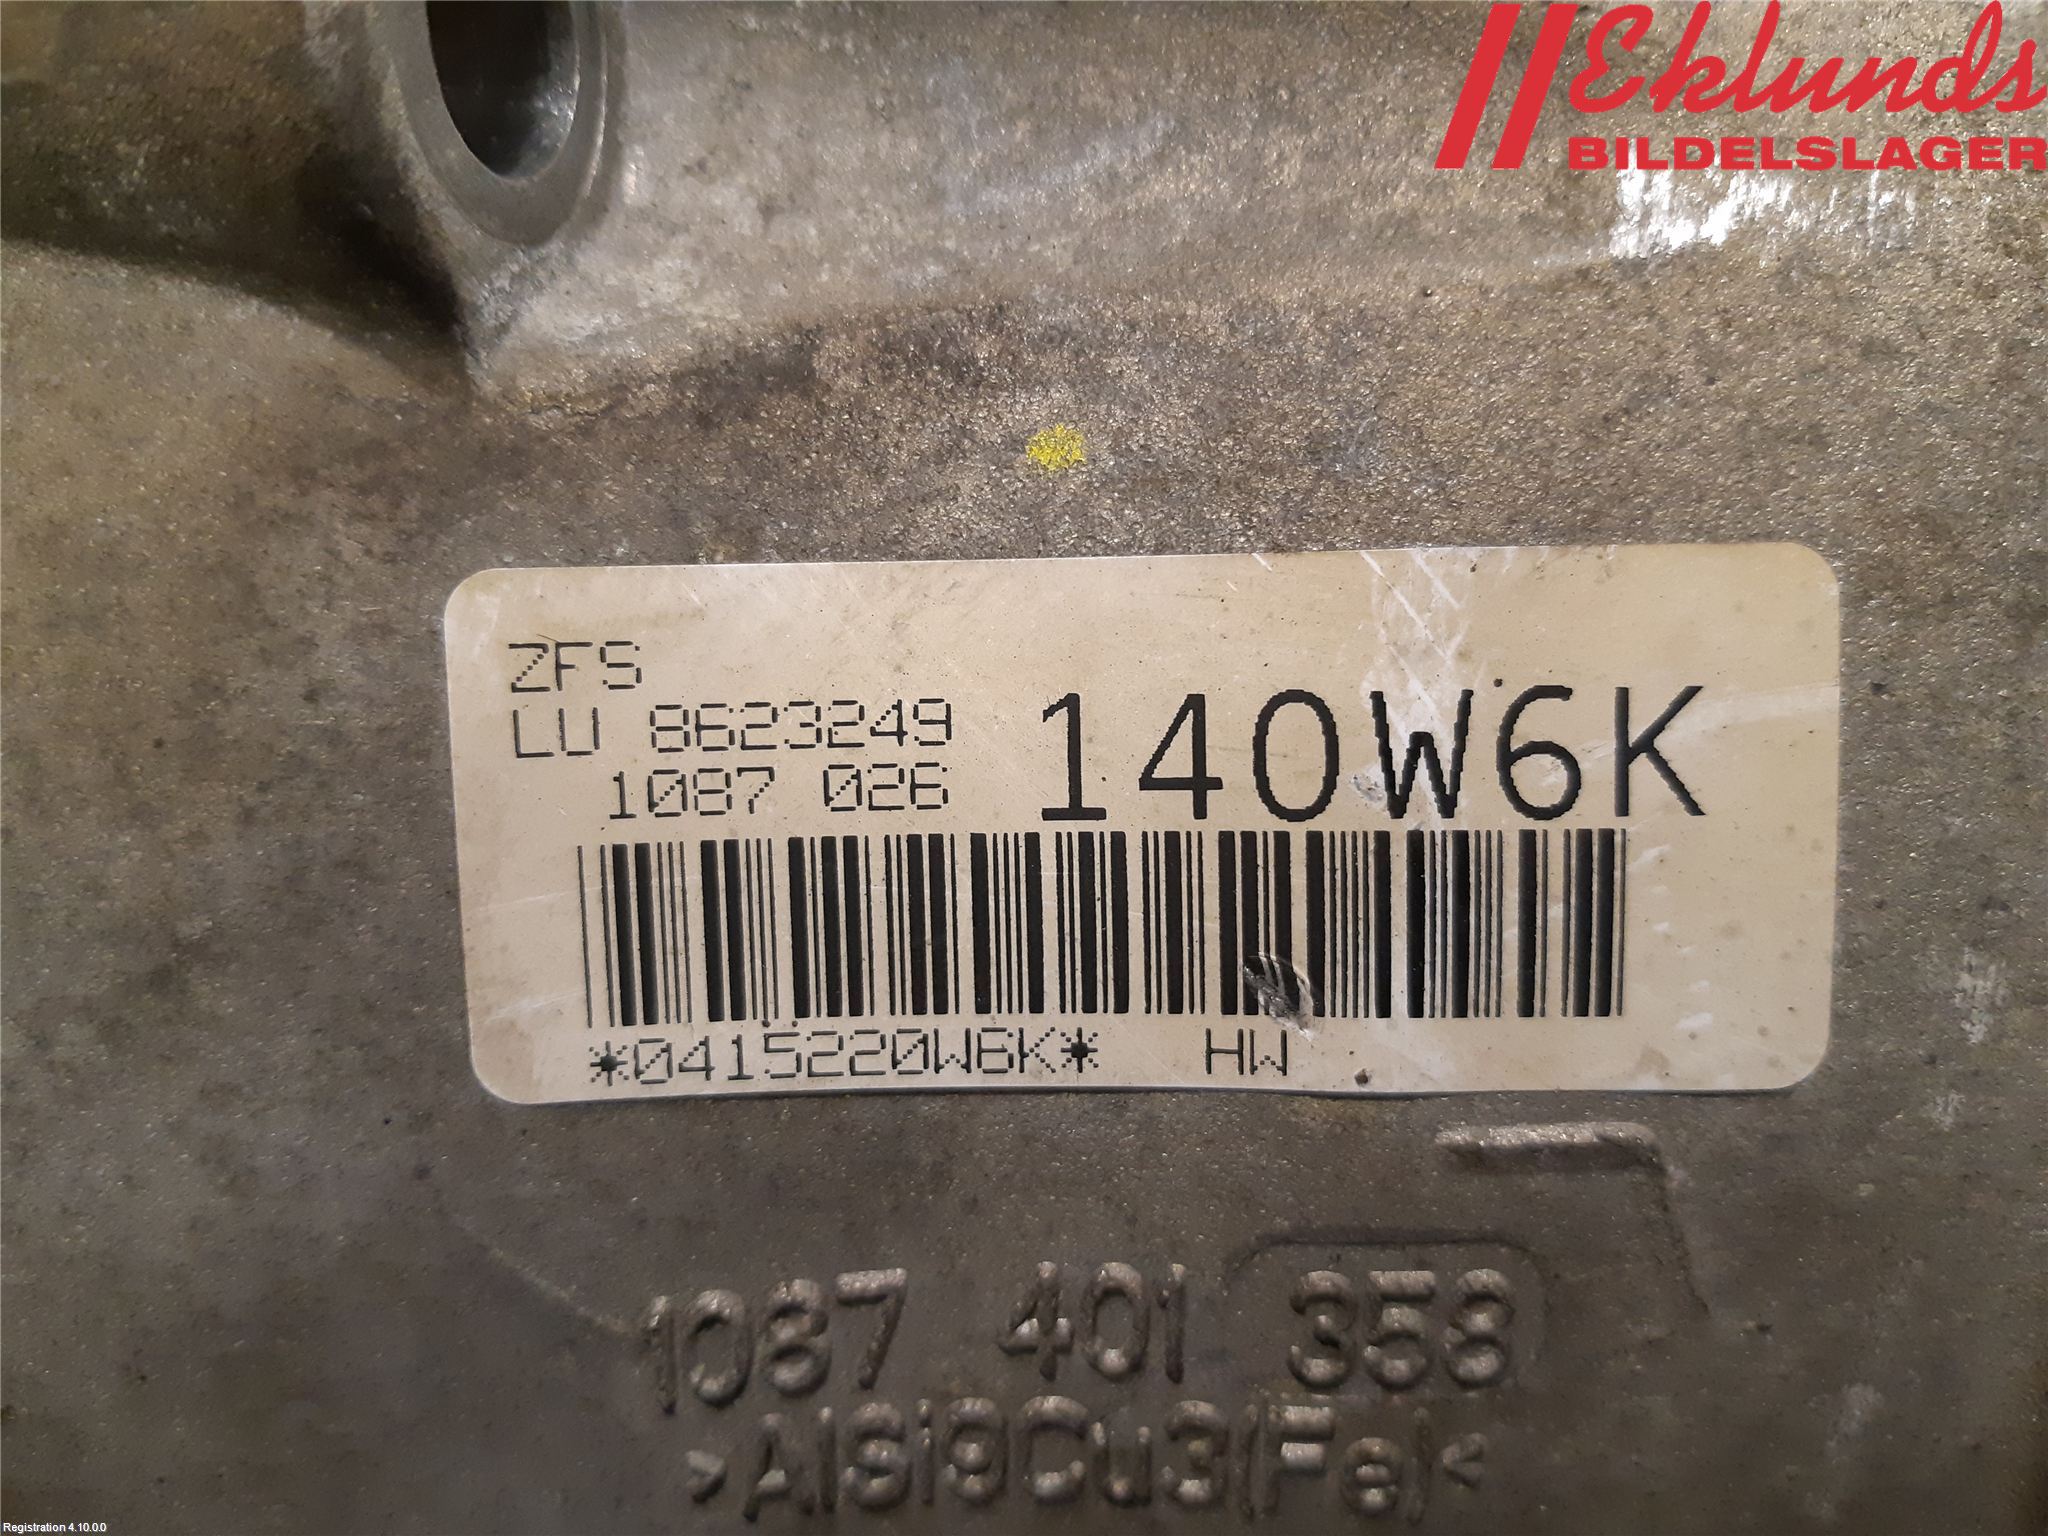 Eklunds
BILDELSLAGER
ZFS
LU 8623249
1087 026
140W6K
*0415220W6K* HW
1087 401 358
>AlSi9Cu3(Fe)<
Registration 4.10.0.0